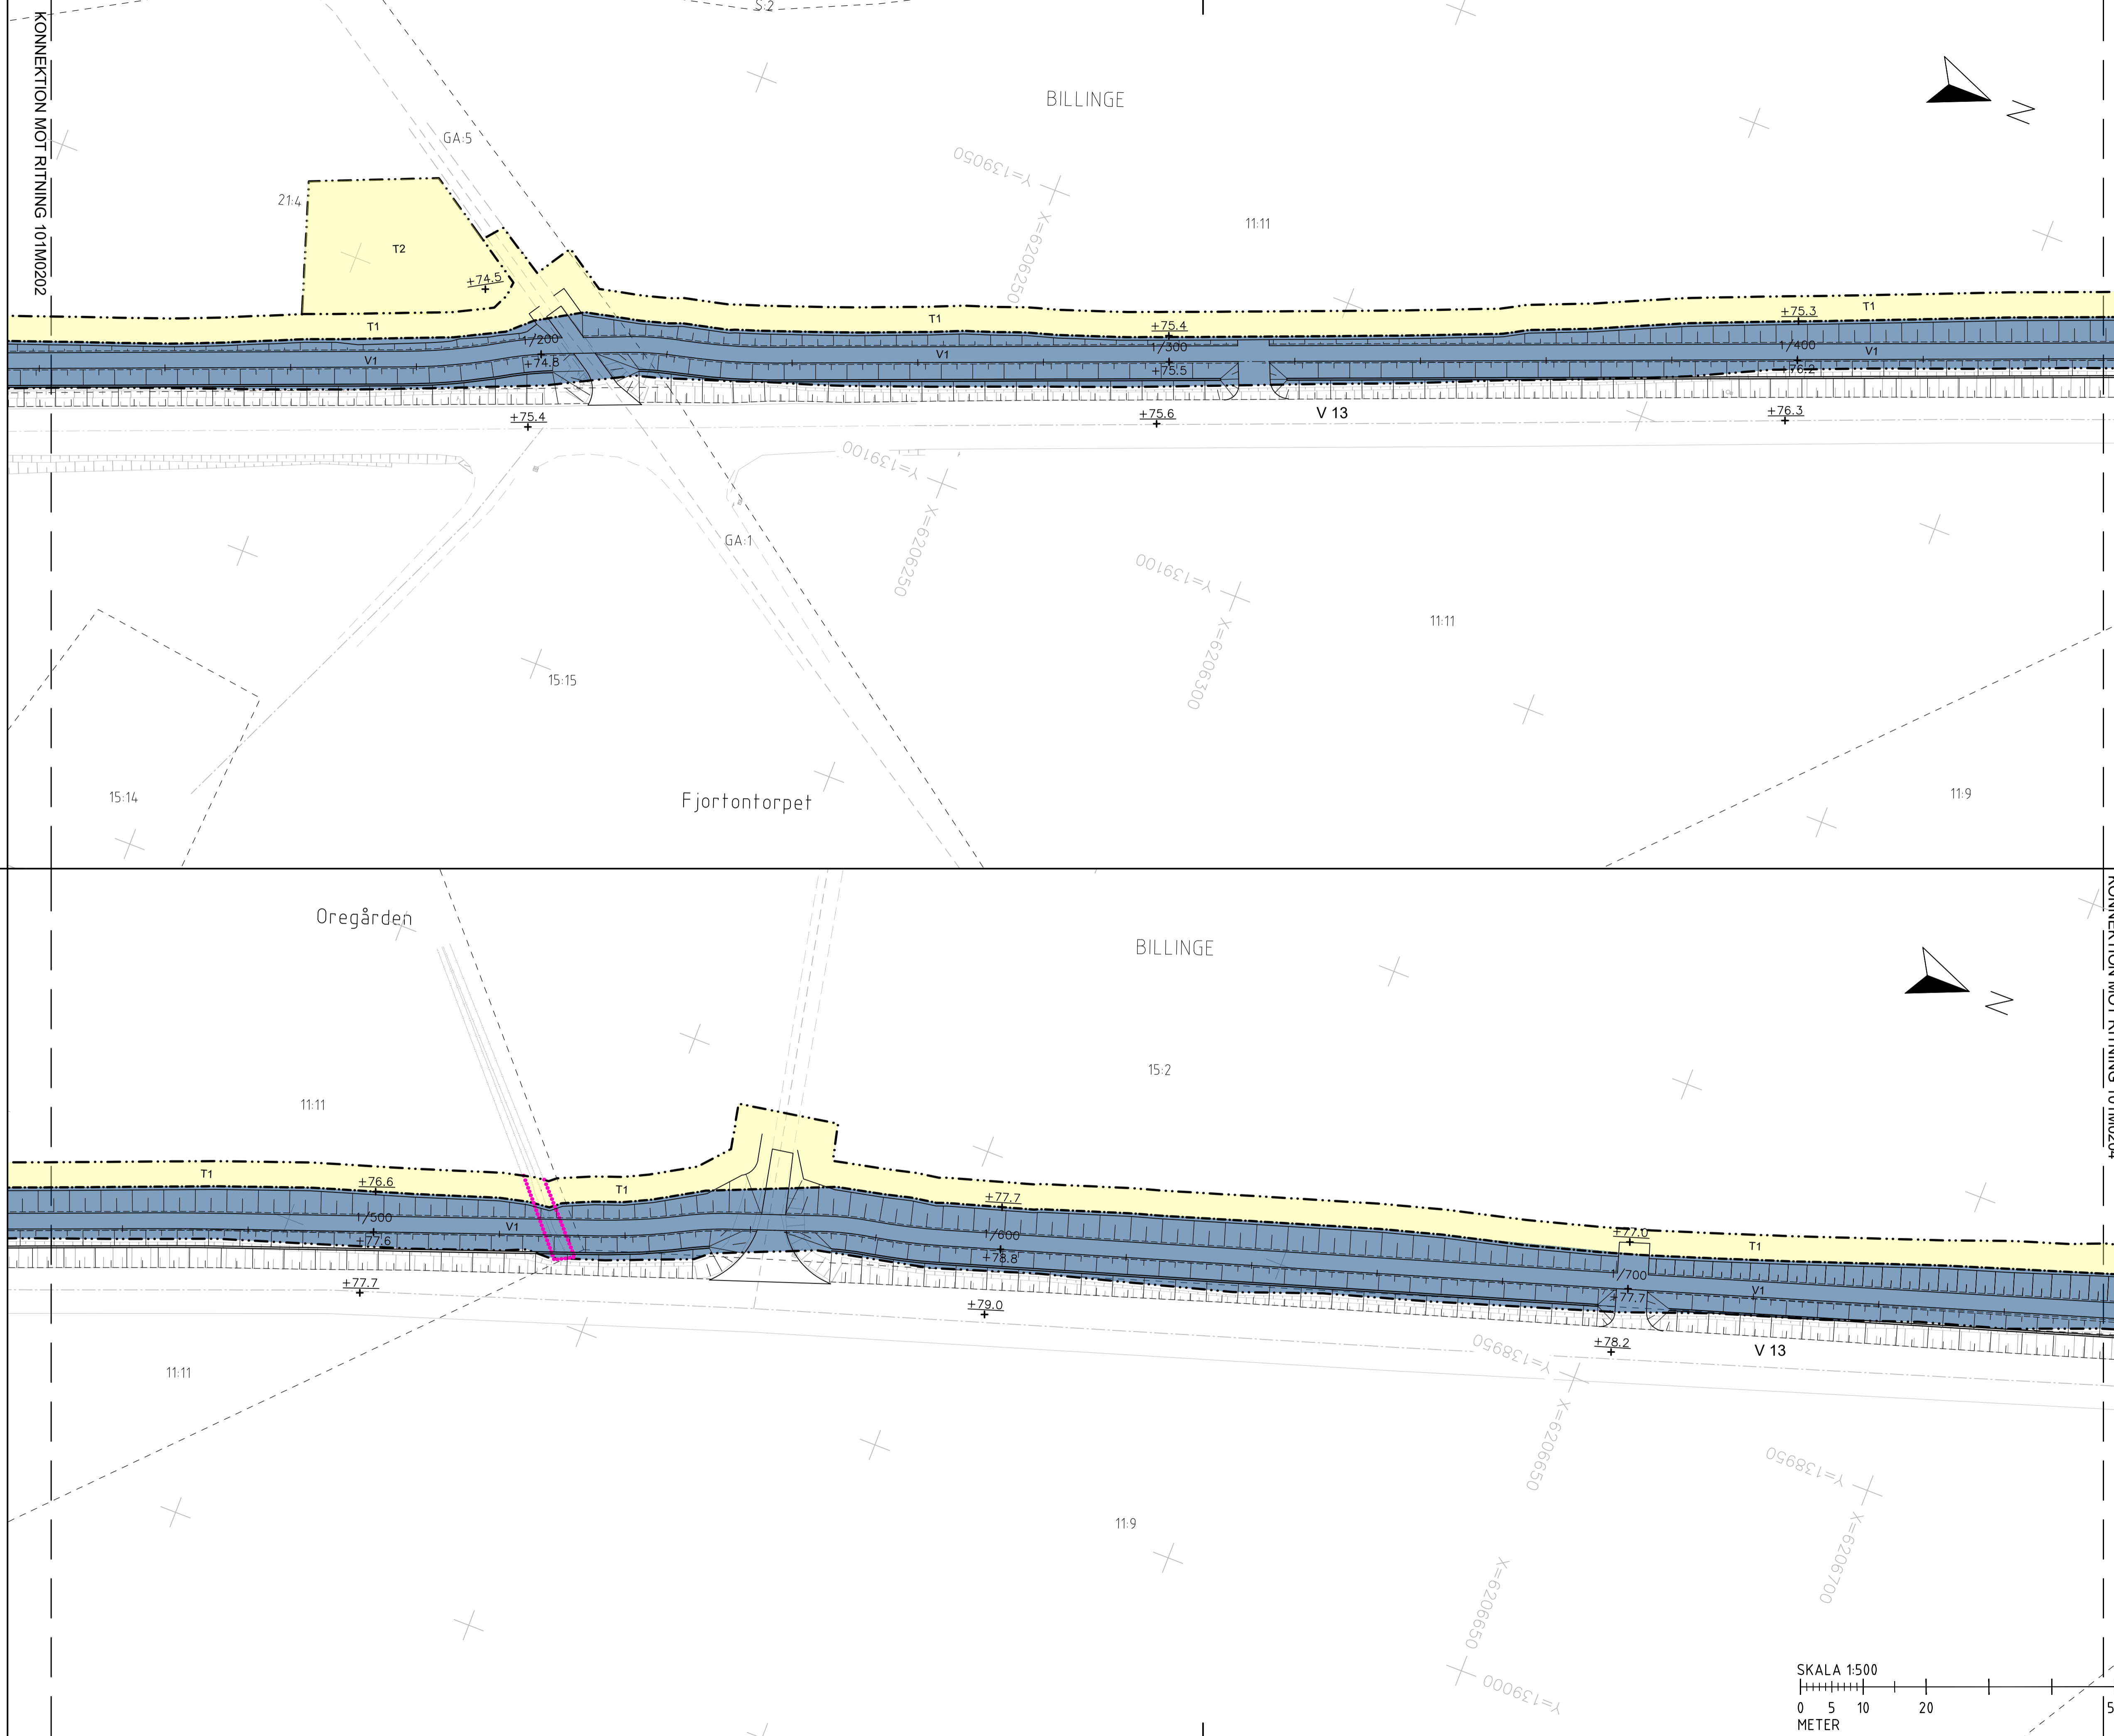 KONNEKTION MOT RITNING 101M0202
S:2
BILLINGE
N
GA:5
Y=139050
X=6206250
21:4
11:11
T2
+74.5
T1
T1
+75.4
+75.3
T1
1/200
V1
+74.8
V1
1/300
+75.5
1/400
V1
+76.2
+75.4
+75.6
V 13
+76.3
Y=139100
X=6206250
GA:1
Y=139100
X=6206300
11:11
15:15
15:14
Fjortontorpet
11:9
Oregården
BILLINGE
N
KONNEKTION MOT RITNING 101M0204
15:2
11:11
T1
+76.6
T1
+77.7
1/500
V1
+77.6
1/600
+78.8
+77.0
T1
1/700
+77.7
V1
+77.7
+79.0
+78.2
V 13
Y=138950
X=6206650
11:11
Y=138950
X=6206700
11:9
X=6206650
Y=139000
SKALA 1:500
0 5 10 20
METER